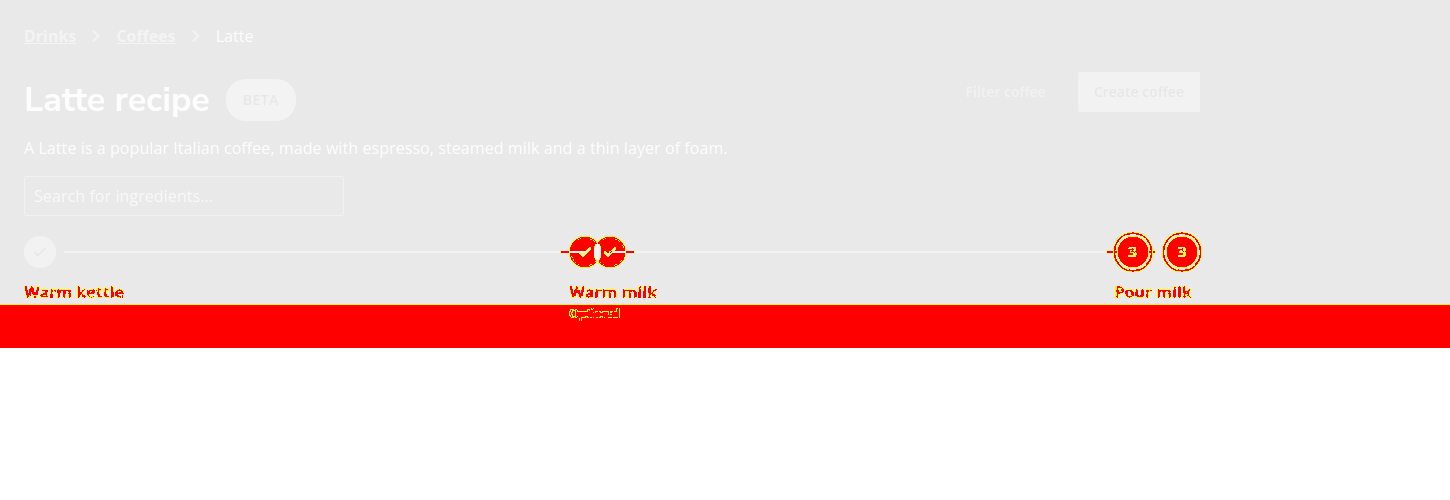 Drinks Coffees Latte
Latte recipe BETA
Filter coffee Create coffee
A Latte is a popular Italian coffee, made with espresso, steamed milk and a thin layer of foam.
Search for ingredients...
3 3
Warm kettle Warm milk Pour milk
Optional